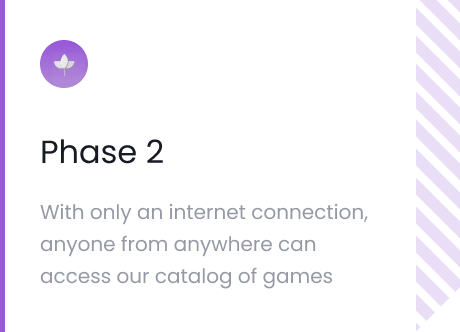 Phase 2
With only an internet connection,
anyone from anywhere can
access our catalog of games